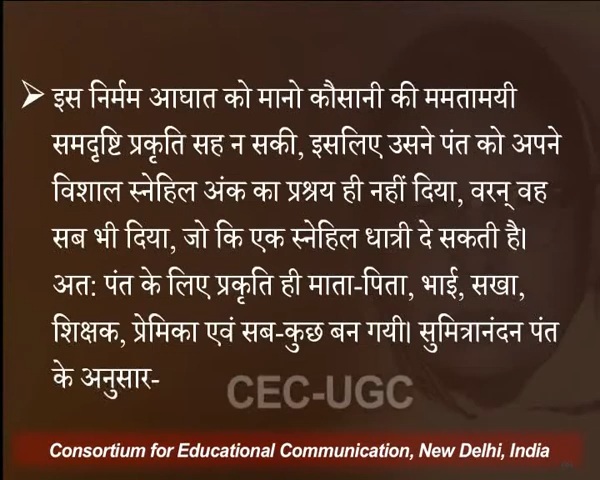 ➢ इस निर्मम आघात को मानो कौसानी की ममतामयी
समदृष्टि प्रकृति सह न सकी, इसलिए उसने पंत को अपने
विशाल स्नेहिल अंक का प्रश्रय ही नहीं दिया, वरन् वह
सब भी दिया, जो कि एक स्नेहिल धात्री दे सकती है।
अत: पंत के लिए प्रकृति ही माता-पिता, भाई, सखा,
शिक्षक, प्रेमिका एवं सब-कुछ बन गयी। सुमित्रानंदन पंत
के अनुसार-
CEC-UGC
Consortium for Educational Communication, New Delhi, India